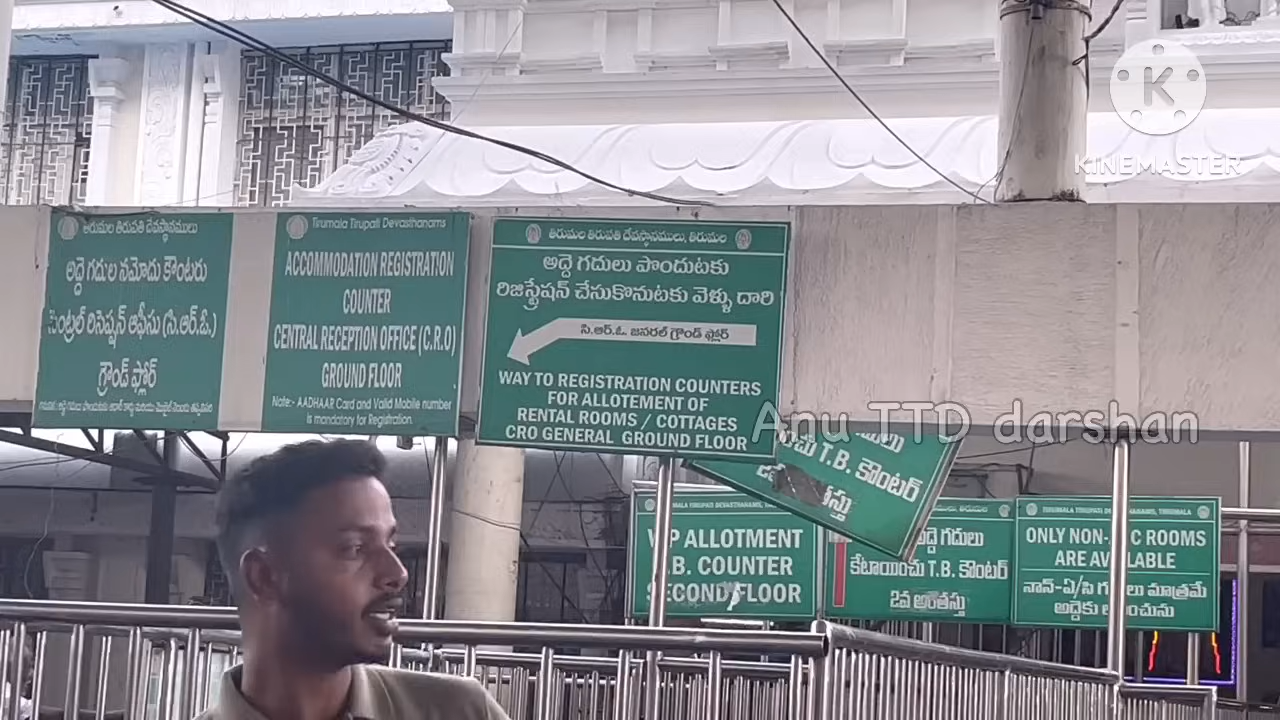 తిరుమల తిరుపతి దేవస్థానములు
అద్దె గదుల నమోదు కౌంటరు
సెంట్రల్ రిసెప్షన్ ఆఫీసు (సి.ఆర్.ఓ.)
గ్రౌండ్ ఫ్లోర్
Tirumala Tirupati Devasthanams
ACCOMMODATION REGISTRATION
COUNTER
CENTRAL RECEPTION OFFICE (C.R.O)
GROUND FLOOR
Note:- AADHAAR Card and Valid Mobile number
is mandatory for Registration.
తిరుమల తిరుపతి దేవస్థానములు, తిరుమల
అద్దె గదులు పొందుటకు
రిజిస్ట్రేషన్ చేసుకొనుటకు వెళ్ళు దారి
సి.ఆర్.ఓ. జనరల్ గ్రౌండ్ ఫ్లోర్
WAY TO REGISTRATION COUNTERS
FOR ALLOTEMENT OF
RENTAL ROOMS / COTTAGES
CRO GENERAL GROUND FLOOR
T.B. కౌంటర్
VIP ALLOTMENT
T.B. COUNTER
SECOND FLOOR
గదులు
కేటాయించు T.B. కౌంటర్
2వ అంతస్తు
TIRUMALA TIRUPATI DEVASTHANAMS, TIRUMALA
ONLY NON-A/C ROOMS
ARE AVAILABLE
నాన్-ఏ/సి గదులు మాత్రమే
అద్దెకు
KINEMASTER
Anu TTD darshan